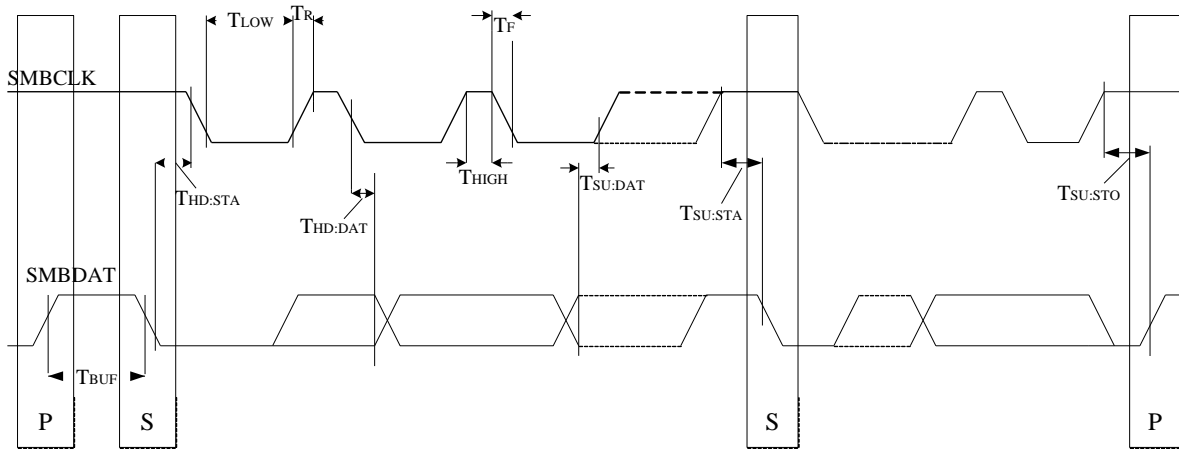 TLOW
TR
TF
SMBCLK
THD:STA
THD:DAT
THIGH
TSU:DAT
TSU:STA
TSU:STO
SMBDAT
TBUF
P
S
S
P